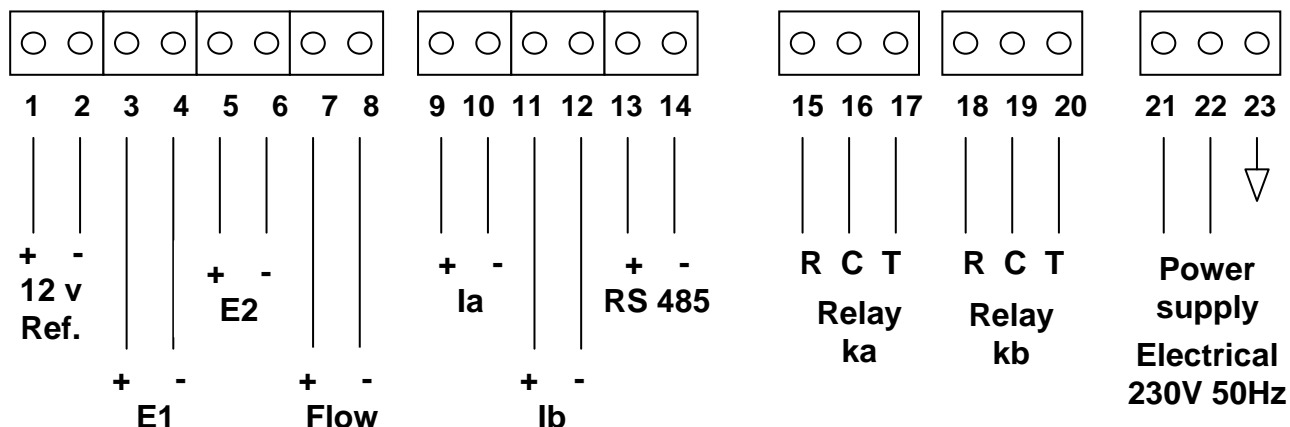 1 2 3 4 5 6 7 8 9 10 11 12 13 14 15 16 17 18 19 20 21 22 23
+ -
12 v
Ref.
+ -
E1
+ -
E2
+ -
Flow
+ -
Ia
+ -
Ib
+ -
RS 485
R C T
Relay
ka
R C T
Relay
kb
Power
supply
Electrical
230V 50Hz